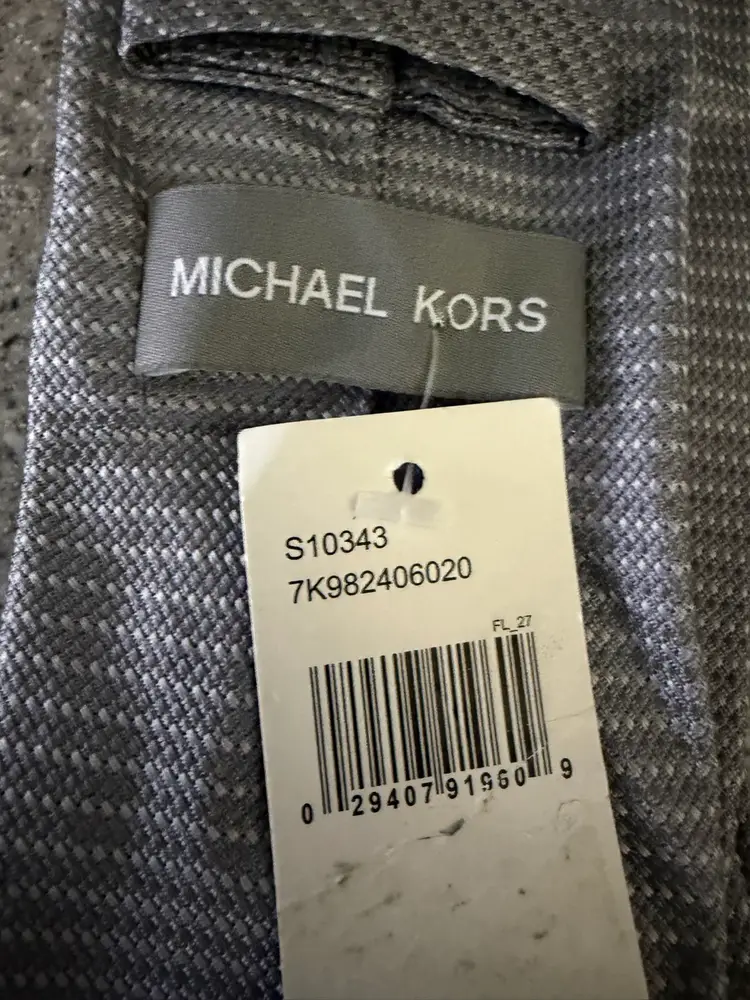 MICHAEL KORS
S10343
7K982406020
FL_27
0 29407 91960 9